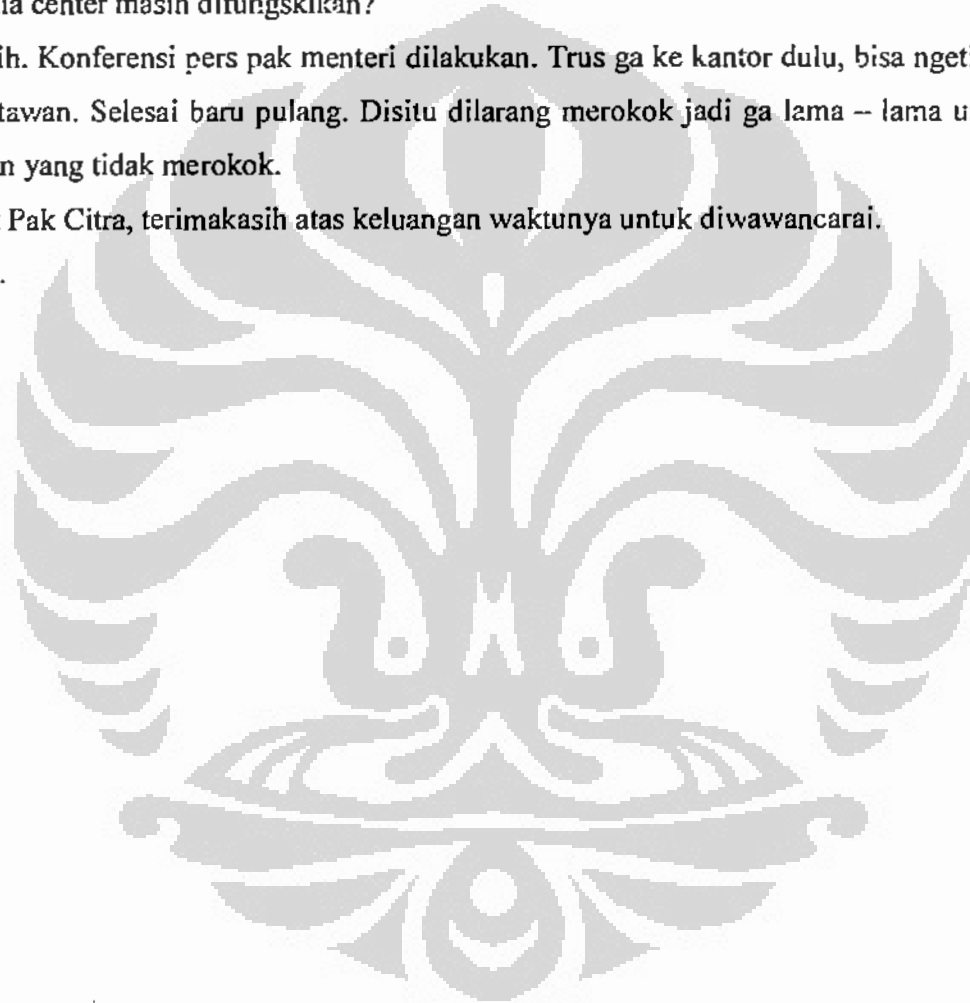 ia center masih difungskikan?
ih. Konferensi pers pak menteri dilakukan. Trus ga ke kantor dulu, bisa ngeti
tawan. Selesai baru pulang. Disitu dilarang merokok jadi ga lama – lama u
n yang tidak merokok.
Pak Citra, terimakasih atas keluangan waktunya untuk diwawancarai.
.